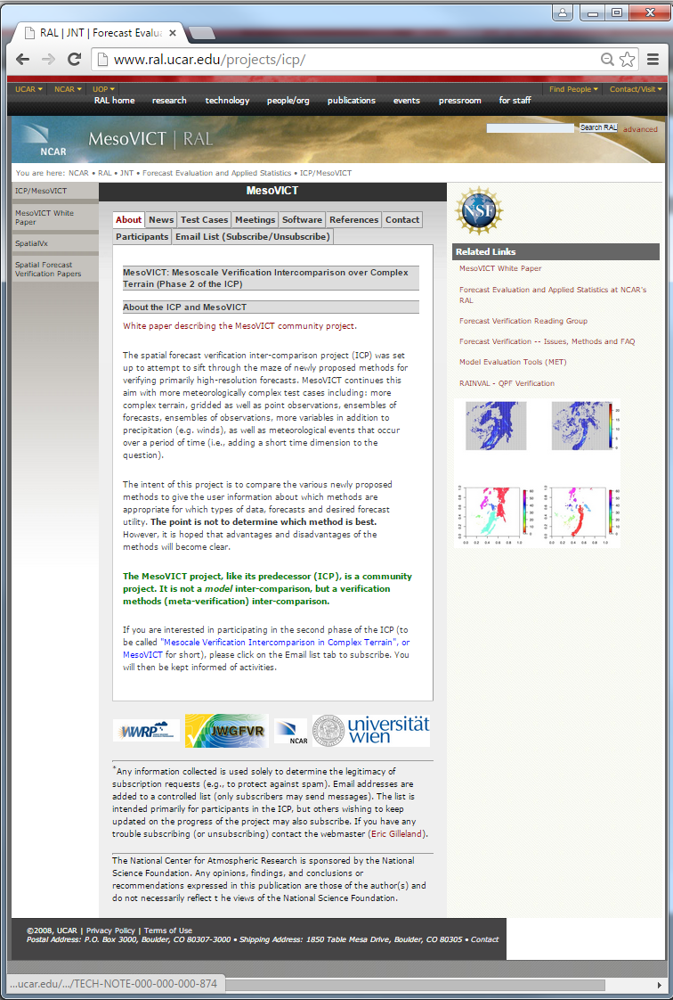 RAL | JNT | Forecast Evalua
www.ral.ucar.edu/projects/icp/
UCAR NCAR UOP Find People Contact/Visit
RAL home research technology people/org publications events pressroom for staff
NCAR
MesoVICT | RAL
Search RAL advanced
You are here: NCAR • RAL • JNT • Forecast Evaluation and Applied Statistics • ICP/MesoVICT
ICP/MesoVICT
MesoVICT White
Paper
SpatialVx
Spatial Forecast
Verification Papers
MesoVICT
About News Test Cases Meetings Software References Contact
Participants Email List (Subscribe/Unsubscribe)
MesoVICT: Mesoscale Verification Intercomparison over Complex
Terrain (Phase 2 of the ICP)
About the ICP and MesoVICT
White paper describing the MesoVICT community project.
The spatial forecast verification inter-comparison project (ICP) was set
up to attempt to sift through the maze of newly proposed methods for
verifying primarily high-resolution forecasts. MesoVICT continues this
aim with more meteorologically complex test cases including: more
complex terrain, gridded as well as point observations, ensembles of
forecasts, ensembles of observations, more variables in addition to
precipitation (e.g. winds), as well as meteorological events that occur
over a period of time (i.e., adding a short time dimension to the
question).
The intent of this project is to compare the various newly proposed
methods to give the user information about which methods are
appropriate for which types of data, forecasts and desired forecast
utility. The point is not to determine which method is best.
However, it is hoped that advantages and disadvantages of the
methods will become clear.
The MesoVICT project, like its predecessor (ICP), is a community
project. It is not a model inter-comparison, but a verification
methods (meta-verification) inter-comparison.
If you are interested in participating in the second phase of the ICP (to
be called "Mesocale Verification Intercomparison in Complex Terrain", or
MesoVICT for short), please click on the Email list tab to subscribe. You
will then be kept informed of activities.
WWRP JWGFVR NCAR universität
wien
*Any information collected is used solely to determine the legitimacy of
subscription requests (e.g., to protect against spam). Email addresses are
added to a controlled list (only subscribers may send messages). The list is
intended primarily for participants in the ICP, but others wishing to keep
updated on the progress of the project may also subscribe. If you have any
trouble subscribing (or unsubscribing) contact the webmaster (Eric Gilleland).
The National Center for Atmospheric Research is sponsored by the National
Science Foundation. Any opinions, findings, and conclusions or
recommendations expressed in this publication are those of the author(s) and
do not necessarily reflect t he views of the National Science Foundation.
NSF
Related Links
MesoVICT White Paper
Forecast Evaluation and Applied Statistics at NCAR's
RAL
Forecast Verification Reading Group
Forecast Verification -- Issues, Methods and FAQ
Model Evaluation Tools (MET)
RAINVAL - QPF Verification
©2008, UCAR | Privacy Policy | Terms of Use
Postal Address: P.O. Box 3000, Boulder, CO 80307-3000 • Shipping Address: 1850 Table Mesa Drive, Boulder, CO 80305 • Contact
...ucar.edu/.../TECH-NOTE-000-000-000-874